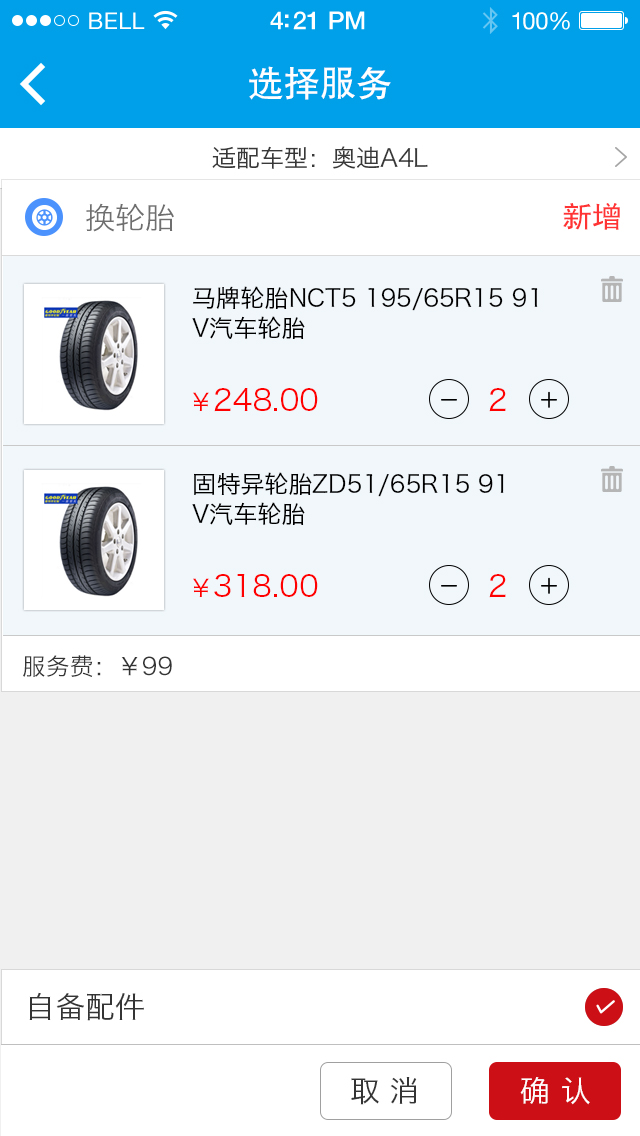 BELL 4:21 PM 100%
选择服务
适配车型：奥迪A4L
换轮胎 新增
马牌轮胎NCT5 195/65R15 91
V汽车轮胎
GOODYEAR
¥248.00 2
固特异轮胎ZD51/65R15 91
V汽车轮胎
GOODYEAR
¥318.00 2
服务费：¥99
自备配件
取 消 确 认